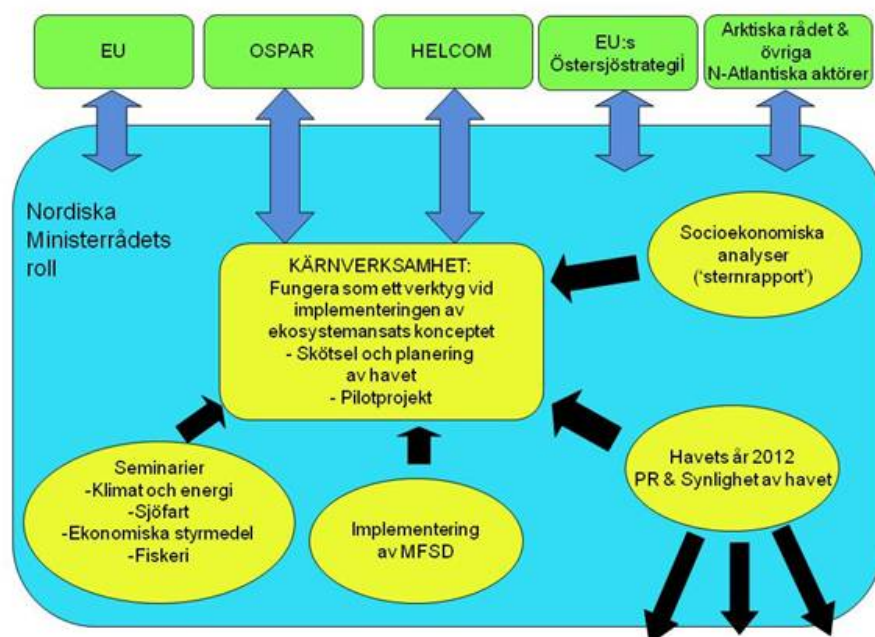 EU
OSPAR
HELCOM
EU:s
Östersjöstrategil
Arktiska rådet &
övriga
N-Atlantiska aktörer
Nordiska
Ministerrådets
roll
Socioekonomiska
analyser
('sternrapport')
KÄRNVERKSAMHET:
Fungera som ett verktyg vid
implementeringen av
ekosystemansats konceptet
- Skötsel och planering
av havet
- Pilotprojekt
Seminarier
-Klimat och energi
-Sjöfart
-Ekonomiska styrmedel
-Fiskeri
Implementering
av MFSD
Havets år 2012
PR & Synlighet av havet